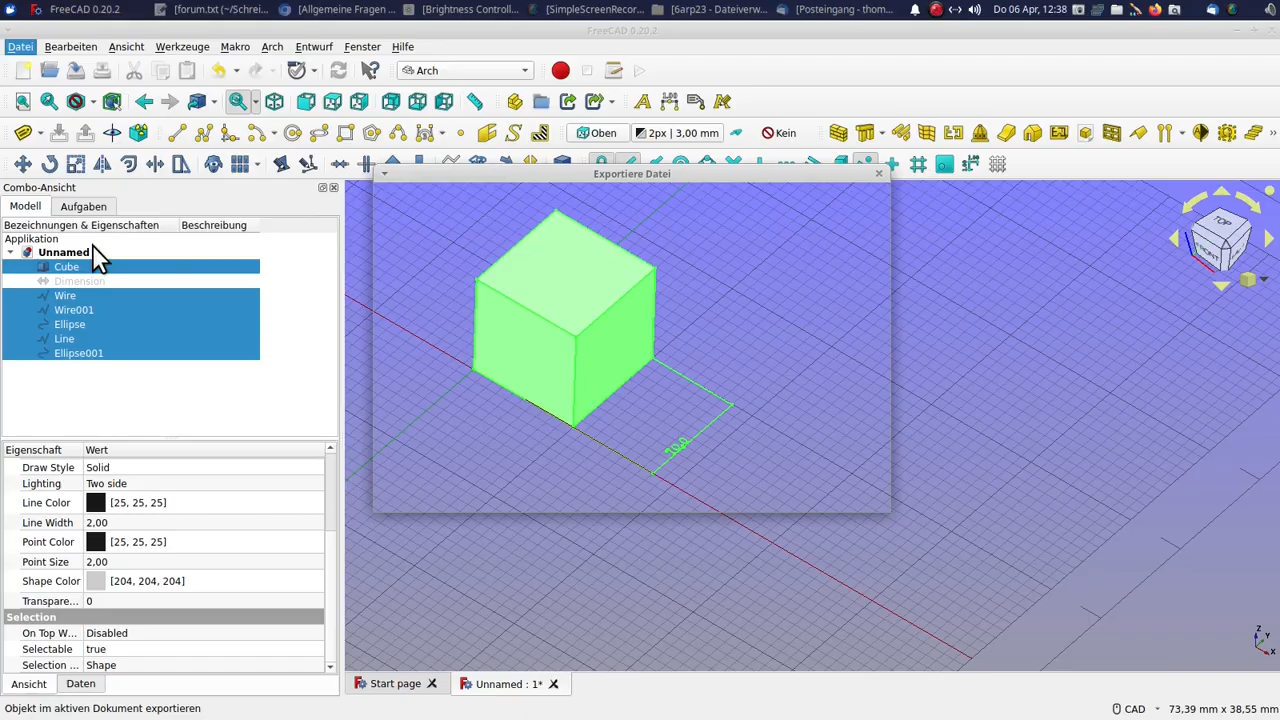 FreeCAD 0.20.2
[forum.txt (~/Schrei...
[Allgemeine Fragen ...
[Brightness Controll...
[SimpleScreenRec...
[6arp23 - Dateiverw...
[Posteingang - thom...
Do 06 Apr, 12:38
FreeCAD 0.20.2
Datei Bearbeiten Ansicht Werkzeuge Makro Arch Entwurf Fenster Hilfe
Arch
Oben
2px | 3,00 mm
Kein
Combo-Ansicht
Exportiere Datei
Modell Aufgaben
Bezeichnungen & Eigenschaften Beschreibung
Applikation
Unnamed
Cube
Dimension
Wire
Wire001
Ellipse
Line
Ellipse001
TOP
FRONT
Eigenschaft Wert
Draw Style Solid
Lighting Two side
Line Color [25, 25, 25]
Line Width 2,00
Point Color [25, 25, 25]
Point Size 2,00
Shape Color [204, 204, 204]
Transpare... 0
Selection
On Top W... Disabled
Selectable true
Selection ... Shape
Z
Y
X
Ansicht Daten
Start page
Unnamed : 1*
Objekt im aktiven Dokument exportieren
CAD
73,39 mm x 38,55 mm